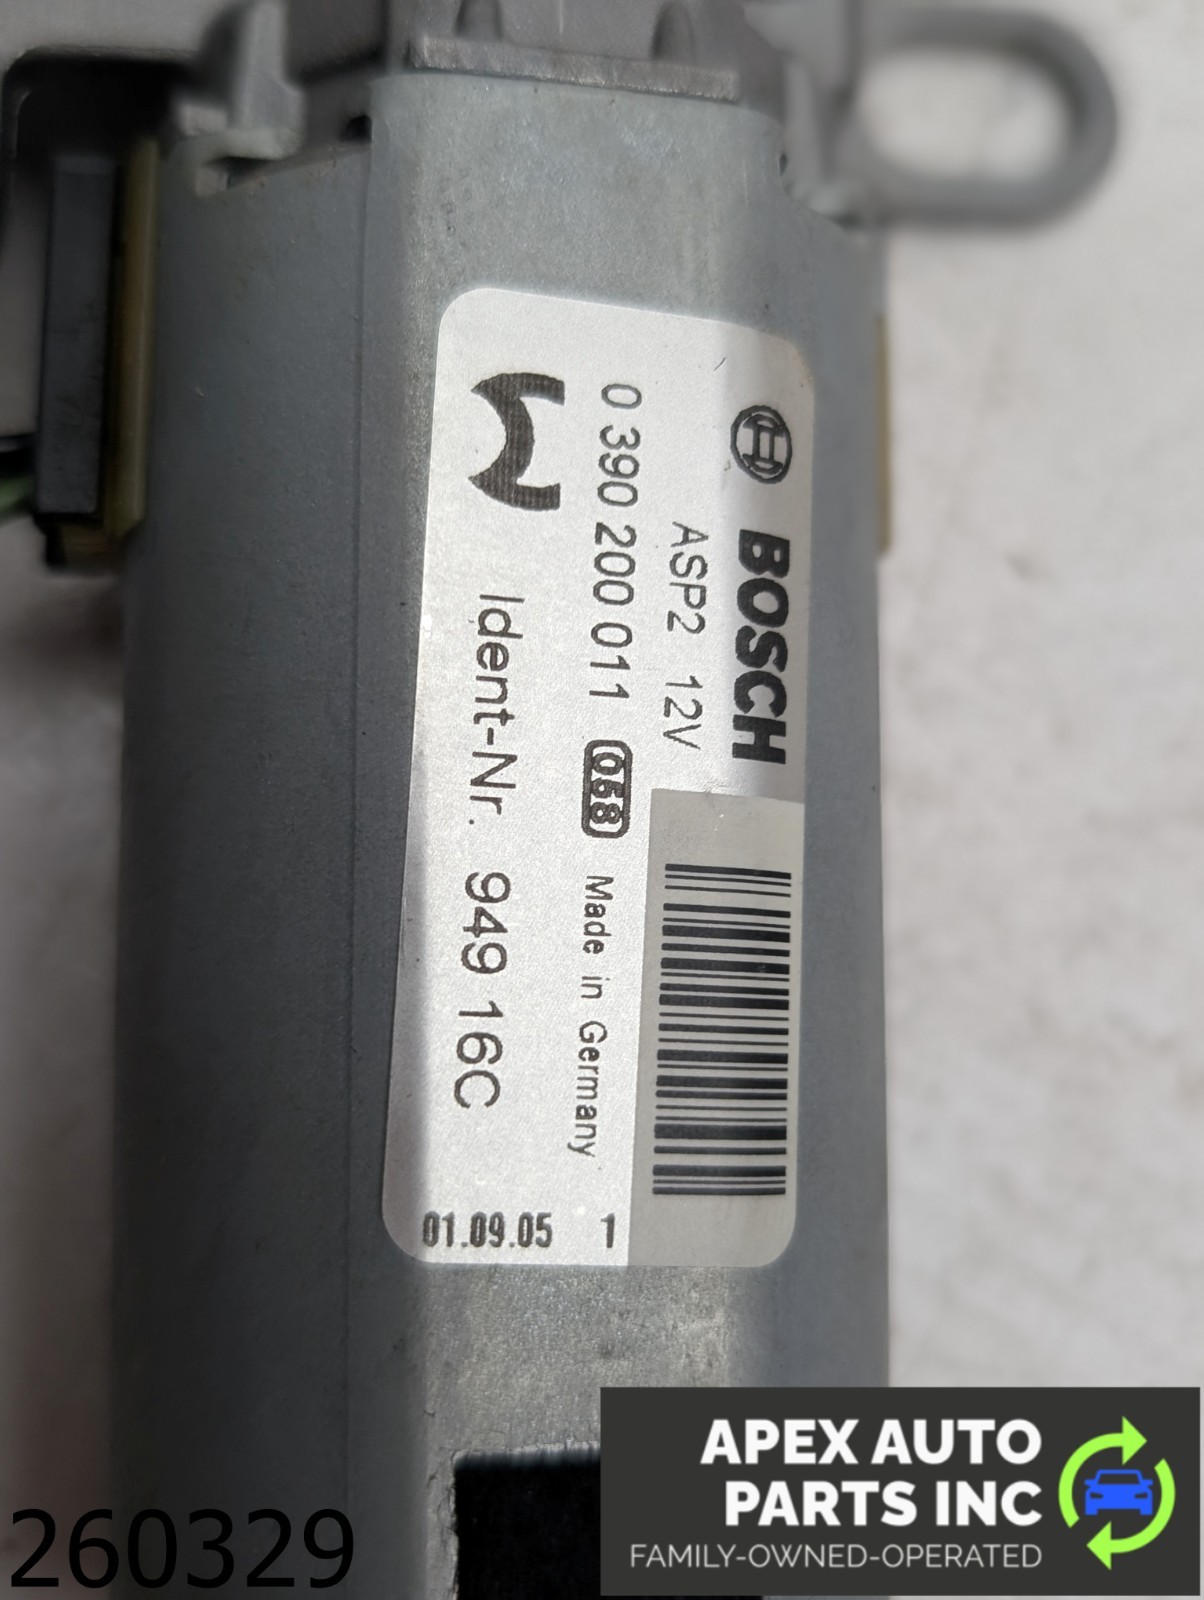 BOSCH
ASP2 12V
0 390 200 011 068 Made in Germany 1
Ident-Nr. 949 16C 01.09.05
APEX AUTO
PARTS INC
FAMILY-OWNED-OPERATED
260329